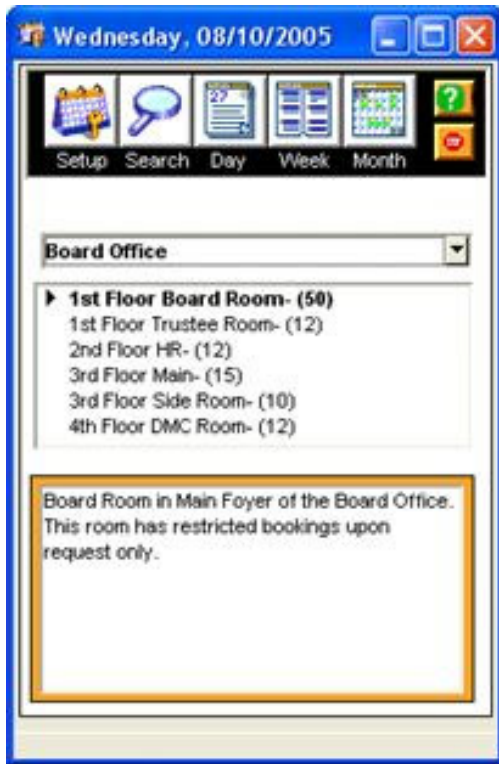 Wednesday, 08/10/2005
27
?
Setup Search Day Week Month
Board Office
1st Floor Board Room- (50)
1st Floor Trustee Room- (12)
2nd Floor HR- (12)
3rd Floor Main- (15)
3rd Floor Side Room- (10)
4th Floor DMC Room- (12)
Board Room in Main Foyer of the Board Office.
This room has restricted bookings upon
request only.